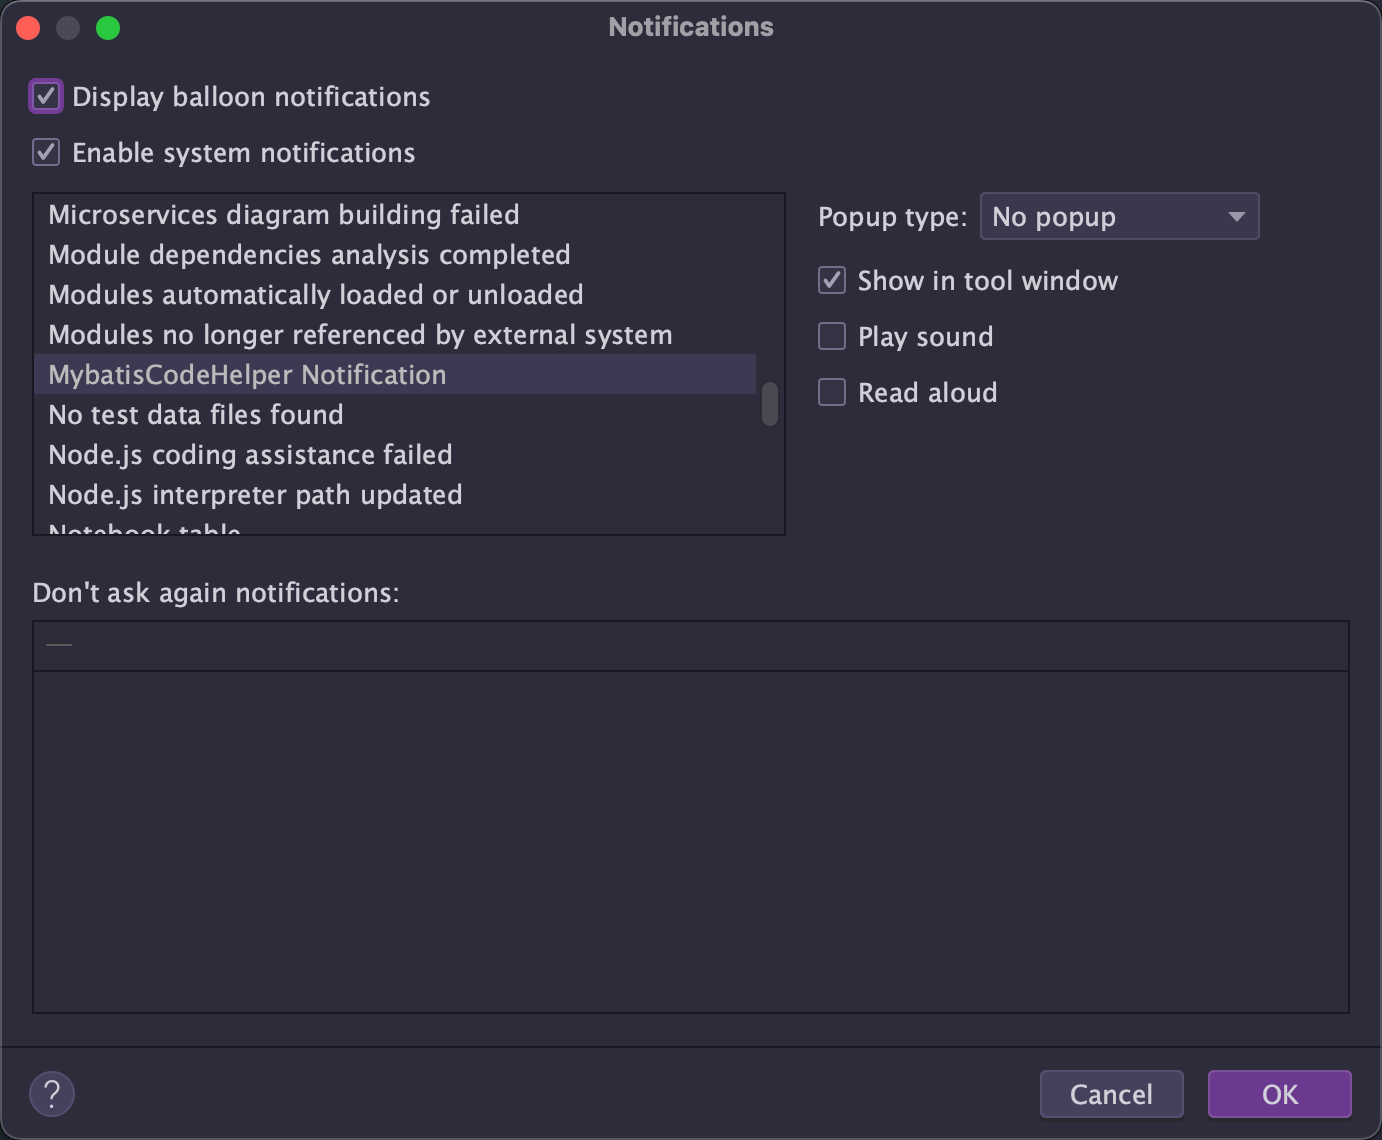 Notifications
Display balloon notifications
Enable system notifications
Microservices diagram building failed
Module dependencies analysis completed
Modules automatically loaded or unloaded
Modules no longer referenced by external system
MybatisCodeHelper Notification
No test data files found
Node.js coding assistance failed
Node.js interpreter path updated
Notebook table
Popup type: No popup
Show in tool window
Play sound
Read aloud
Don't ask again notifications:
?
Cancel
OK